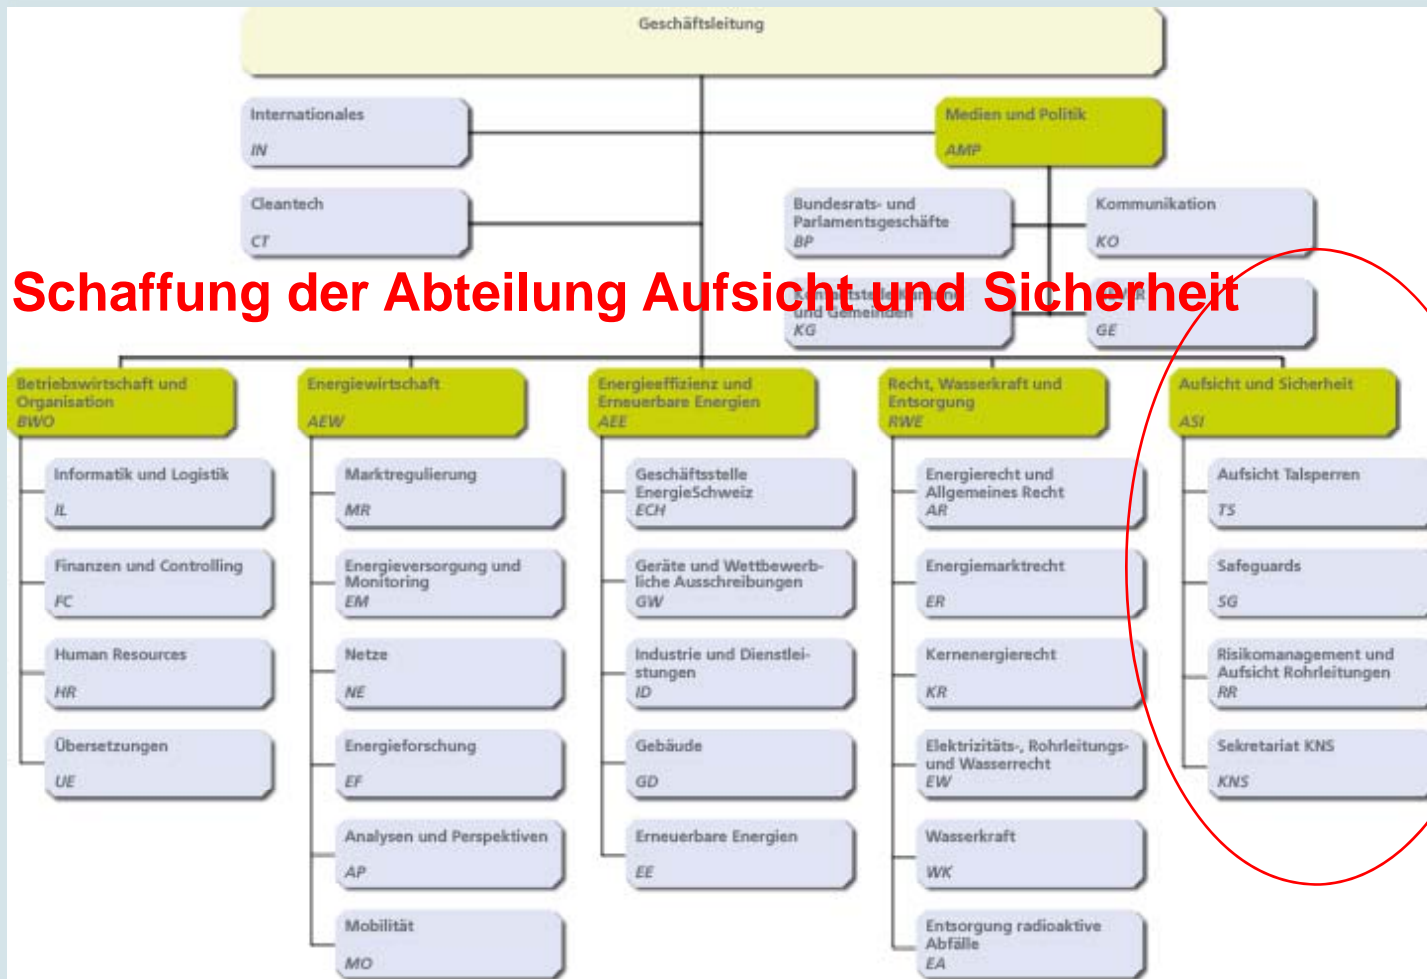 Geschäftsleitung
Internationales
IN
Medien und Politik
AMP
Cleantech
CT
Bundesrats- und
Parlamentsgeschäfte
BP
Kommunikation
KO
Schaffung der Abteilung Aufsicht und Sicherheit
und Gemeinden
KG
GE
Betriebswirtschaft und
Organisation
BWO
Energiewirtschaft
AEW
Energieeffizienz und
Erneuerbare Energien
AEE
Recht, Wasserkraft und
Entsorgung
RWE
Aufsicht und Sicherheit
ASI
Informatik und Logistik
IL
Finanzen und Controlling
FC
Human Resources
HR
Übersetzungen
UE
Marktregulierung
MR
Energieversorgung und
Monitoring
EM
Netze
NE
Energieforschung
EF
Analysen und Perspektiven
AP
Mobilität
MO
Geschäftsstelle
EnergieSchweiz
ECH
Geräte und Wettbewerb-
liche Ausschreibungen
GW
Industrie und Dienstlei-
stungen
ID
Gebäude
GD
Erneuerbare Energien
EE
Energierecht und
Allgemeines Recht
AR
Energiemarktrecht
ER
Kernenergierecht
KR
Elektrizitäts-, Rohrleitungs-
und Wasserrecht
EW
Wasserkraft
WK
Entsorgung radioaktive
Abfälle
EA
Aufsicht Talsperren
TS
Safeguards
SG
Risikomanagement und
Aufsicht Rohrleitungen
RR
Sekretariat KNS
KNS